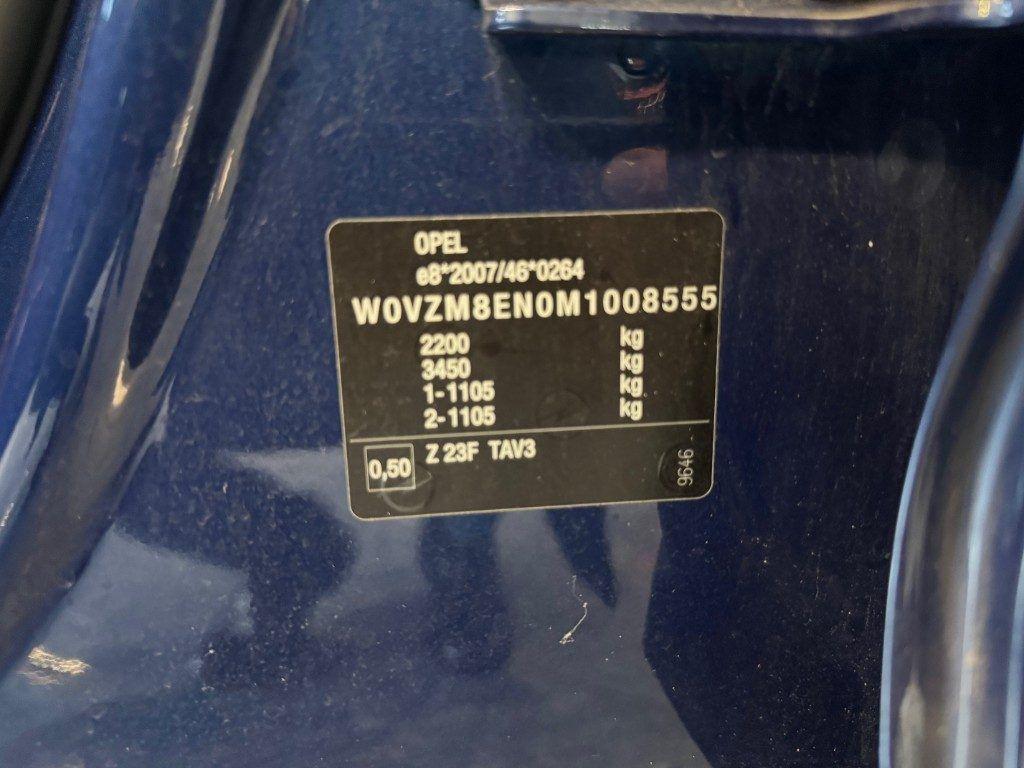 OPEL
e8*2007/46*0264
W0VZM8EN0M1008555
2200 kg
3450 kg
1-1105 kg
2-1105 kg
0,50 Z 23F TAV3
9646